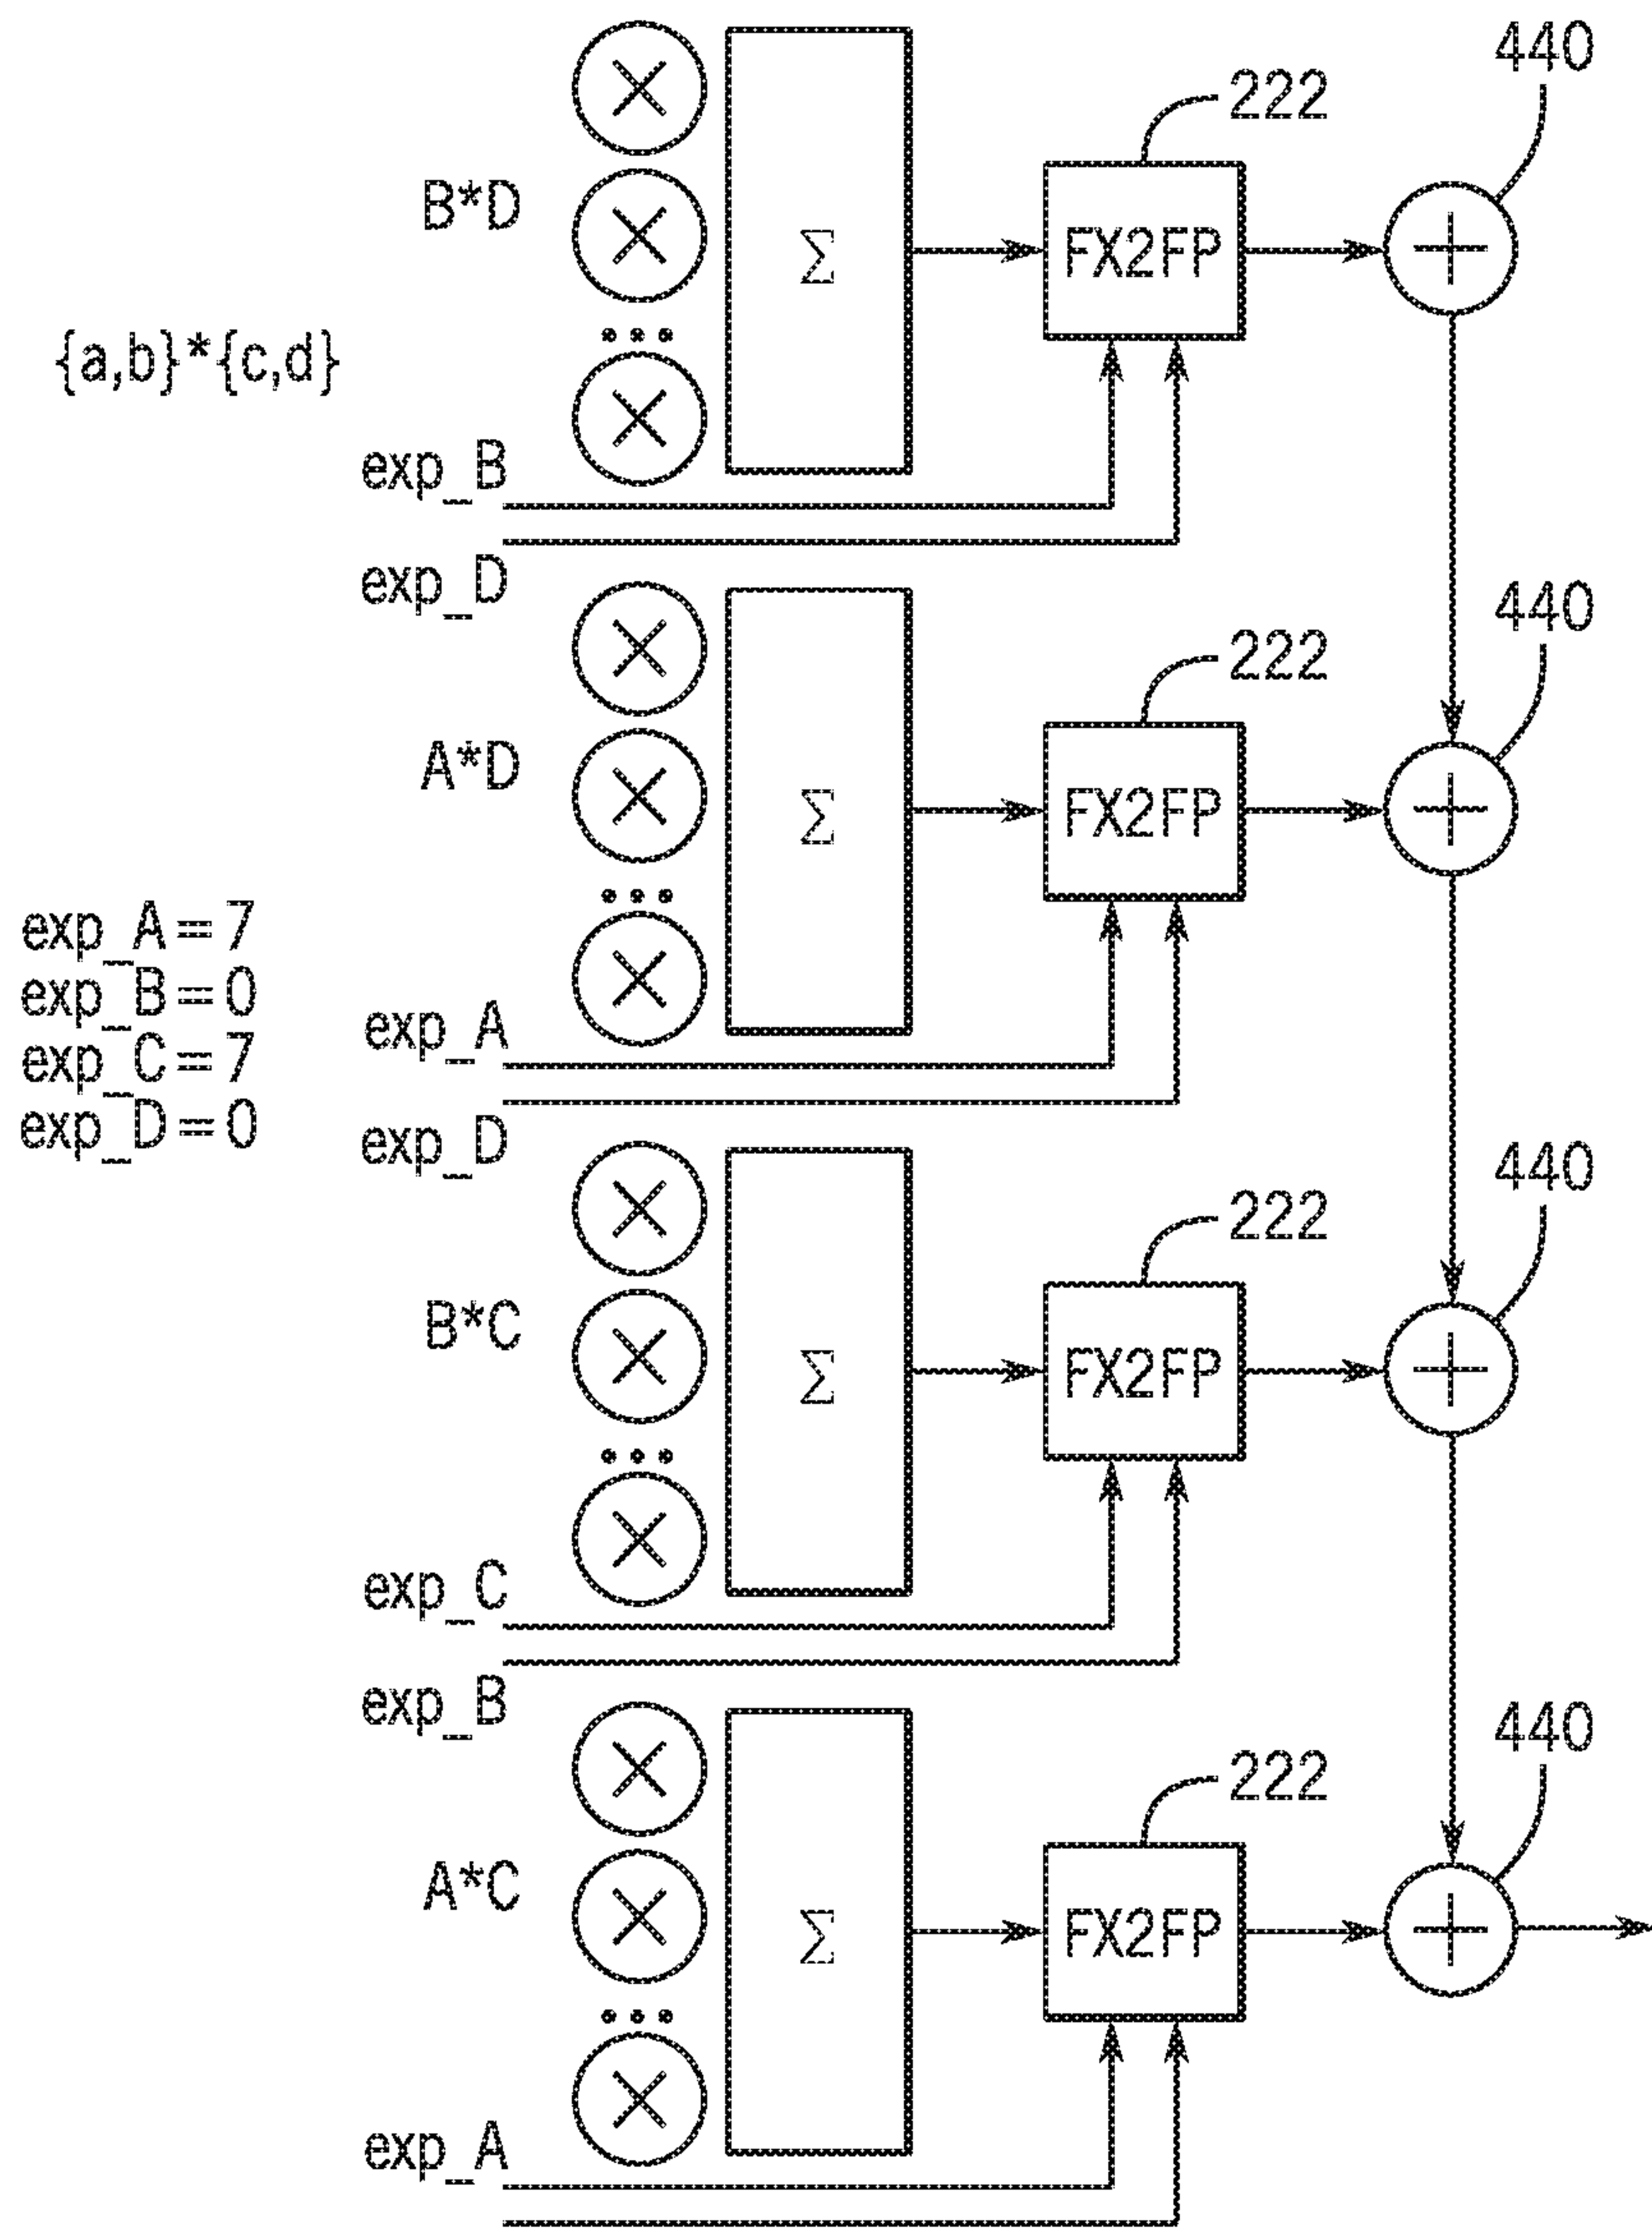 440
222
B*D
Σ
FX2FP
{a,b}*{c,d}
exp_B
exp_D
440
222
A*D
Σ
FX2FP
exp_A=7
exp_B=0
exp_C=7
exp_D=0
exp_A
exp_D
440
222
B*C
Σ
FX2FP
exp_C
exp_B
440
222
A*C
Σ
FX2FP
exp_A